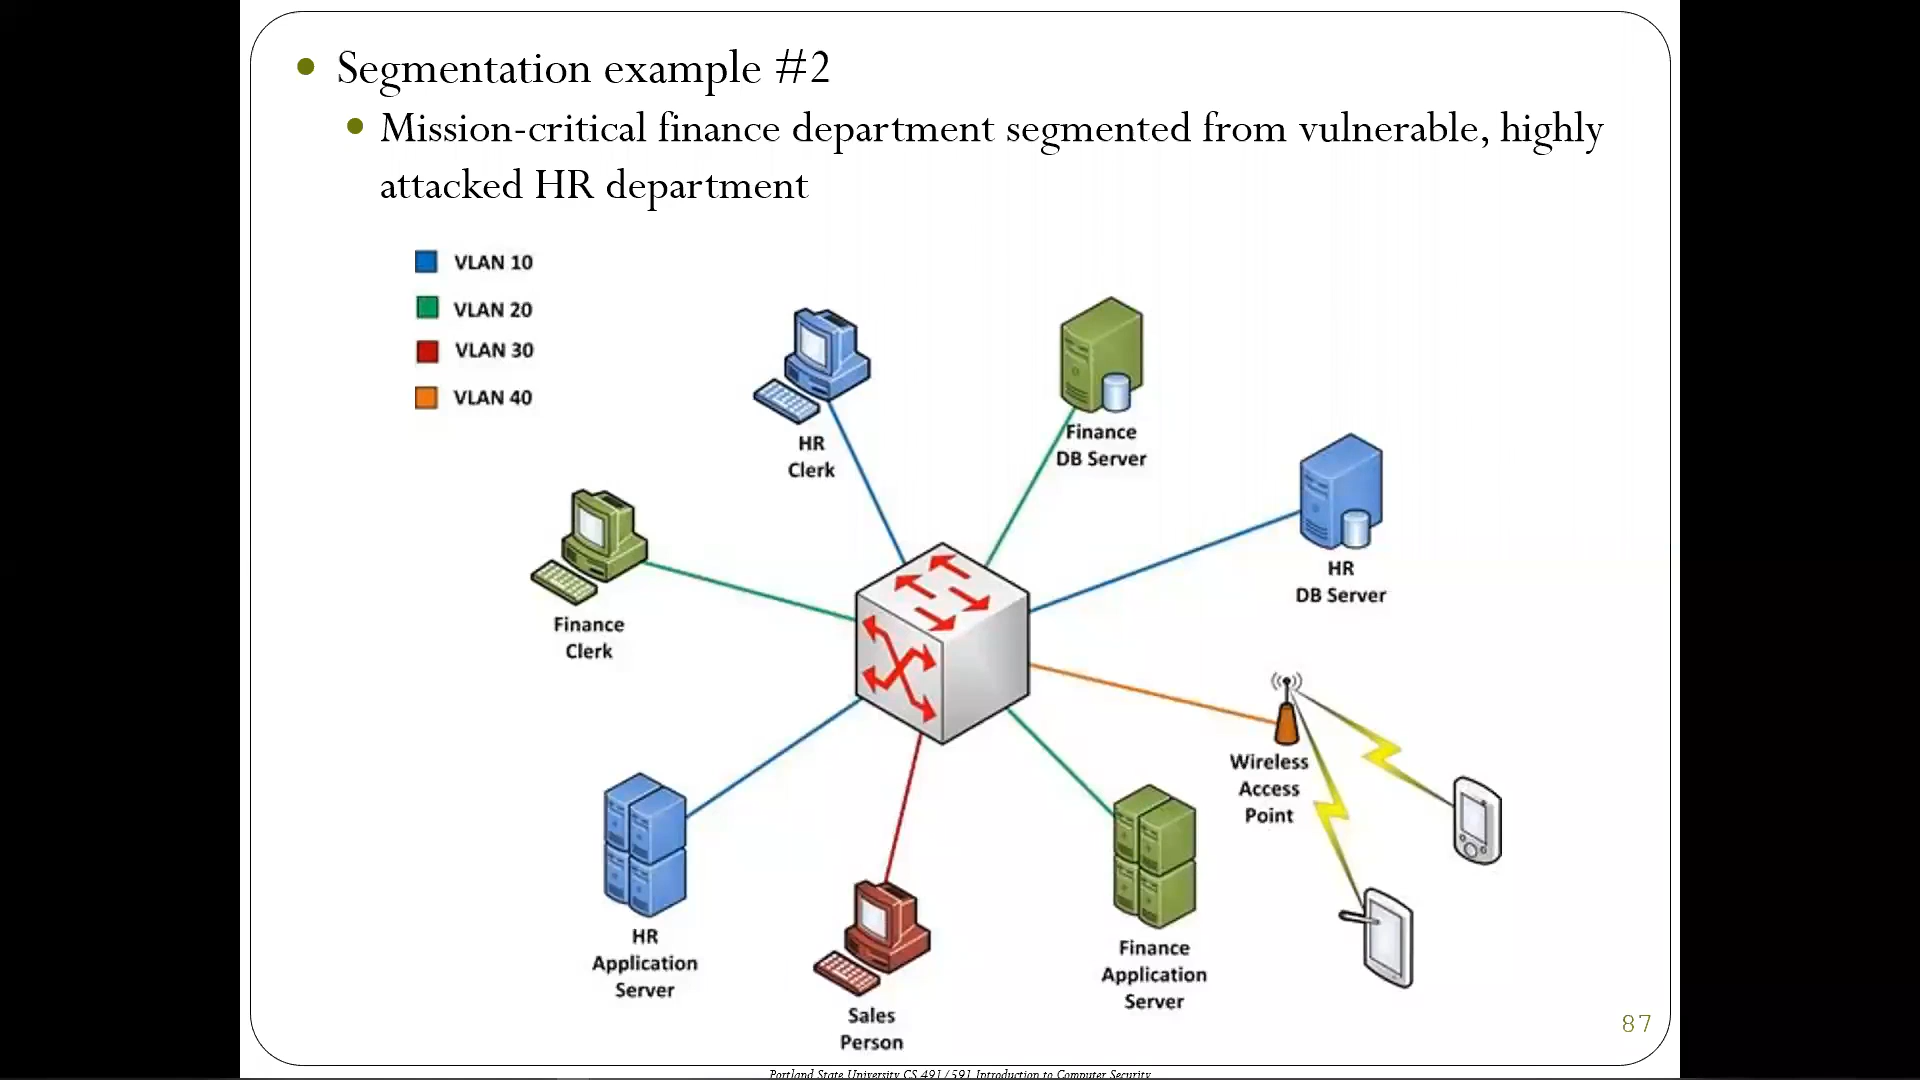 Segmentation example #2
Mission-critical finance department segmented from vulnerable, highly
attacked HR department
VLAN 10
VLAN 20
VLAN 30
VLAN 40
HR
Clerk
Finance
DB Server
HR
DB Server
Finance
Clerk
Wireless
Access
Point
HR
Application
Server
Sales
Person
Finance
Application
Server
87
Portland State University CS 491/591 Introduction to Computer Security